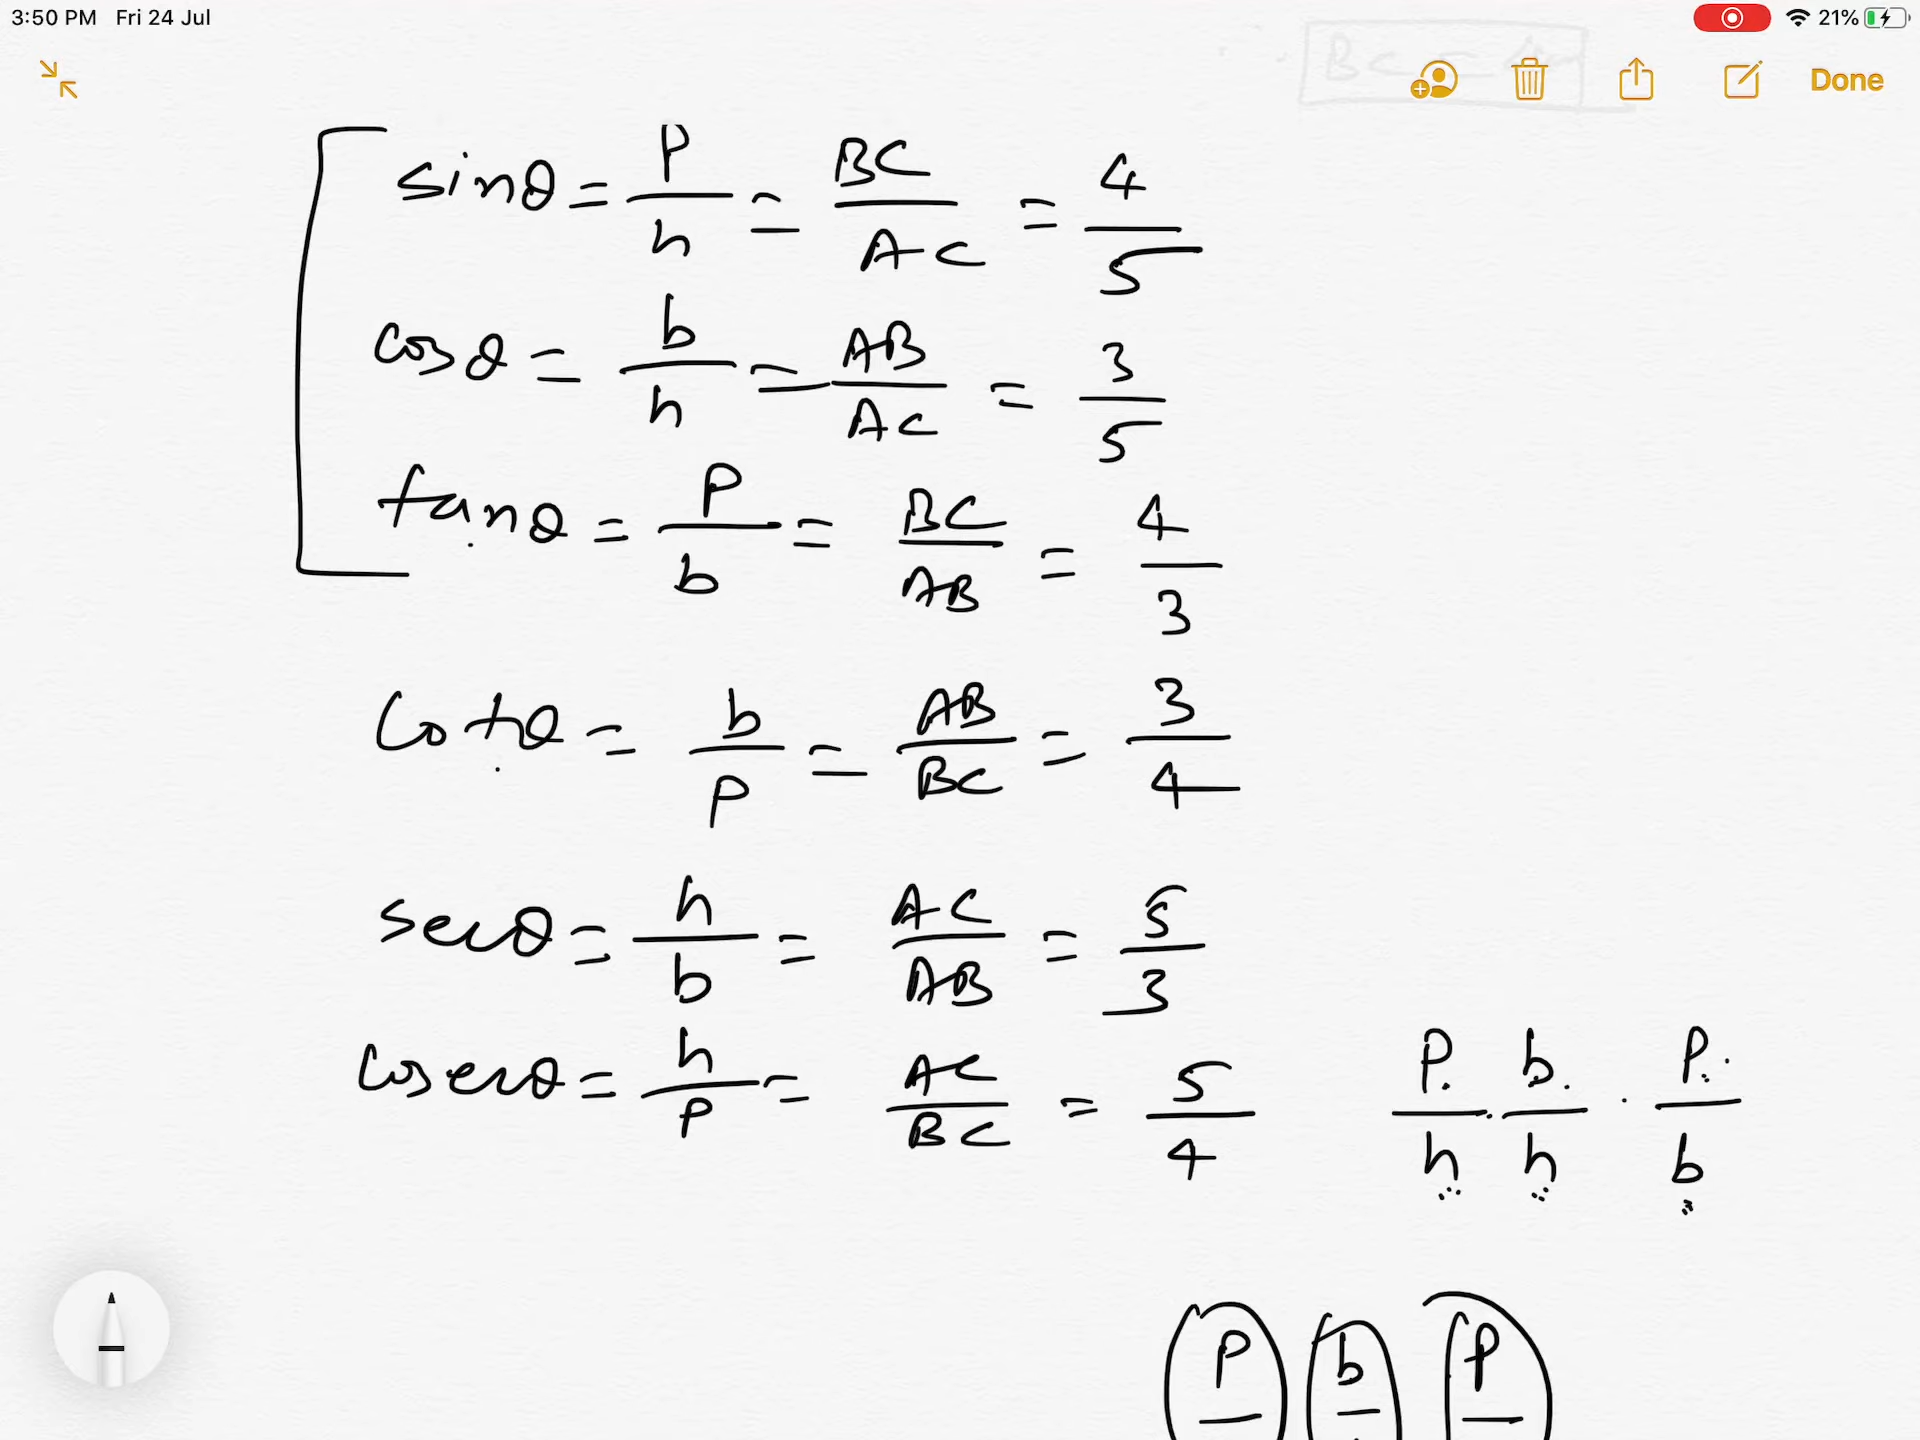 3:50 PM Fri 24 Jul 21%
BC =
Done
sinθ = P/h = BC/AC = 4/5
cosθ = b/h = AB/AC = 3/5
tanθ = P/b = BC/AB = 4/3
cotθ = b/P = AB/BC = 3/4
secθ = h/b = AC/AB = 5/3
cosecθ = h/P = AC/BC = 5/4
P/h . b/h . P/b
P b P